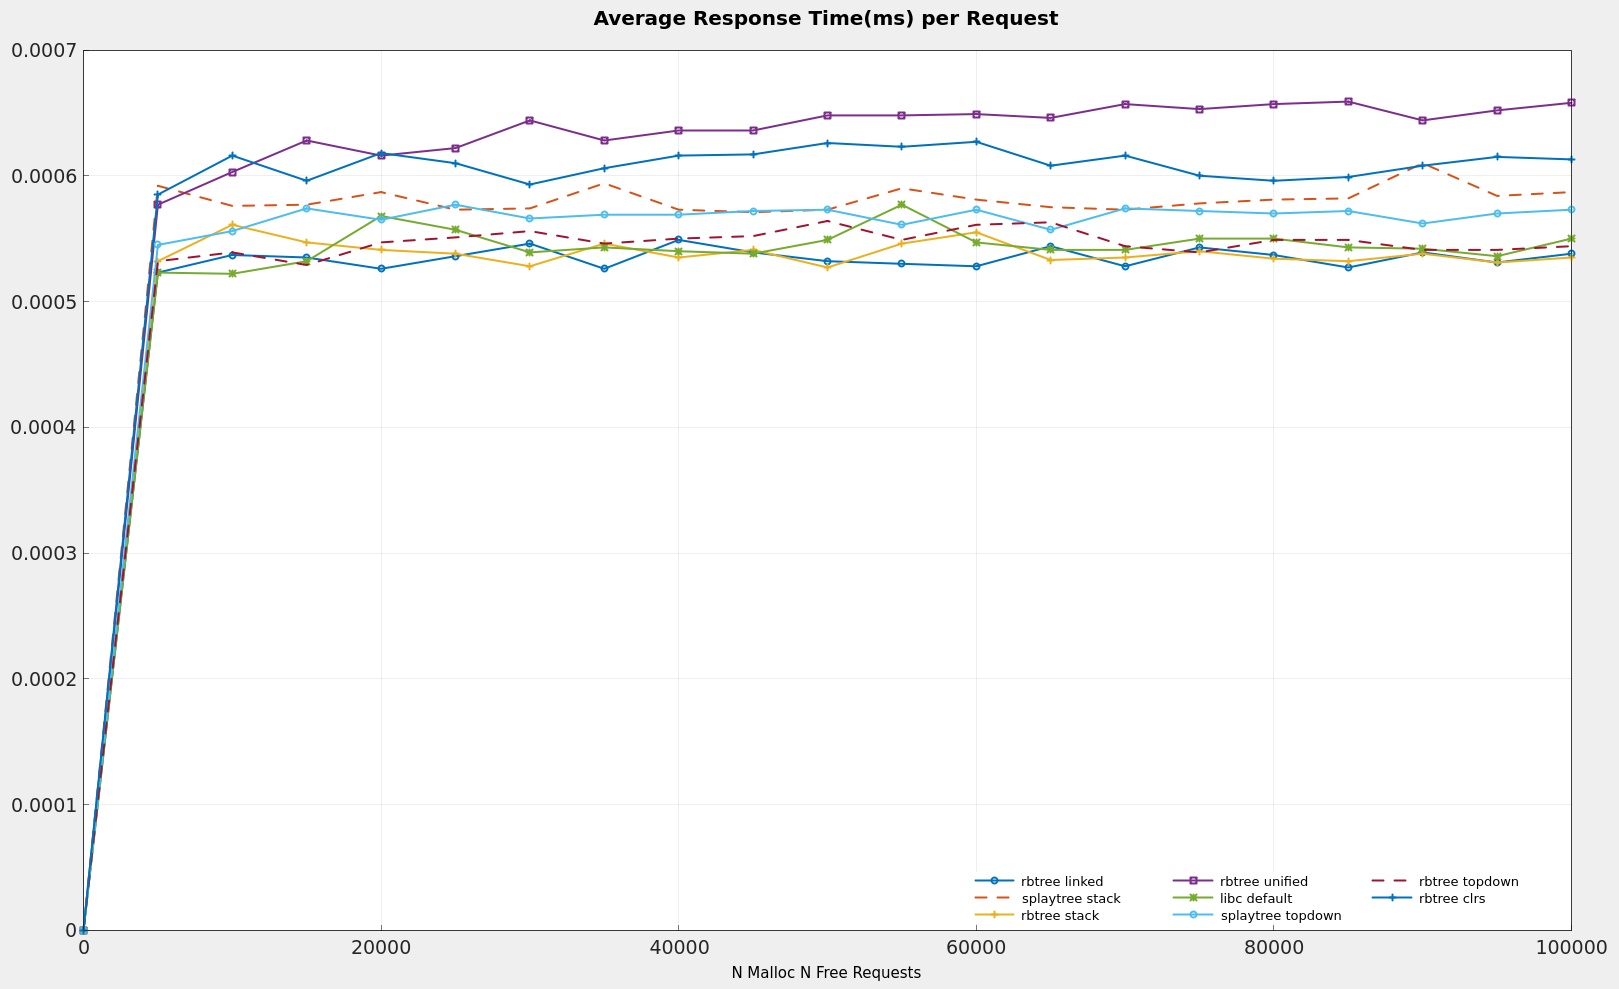 Average Response Time(ms) per Request
0.0007
0.0006
0.0005
0.0004
0.0003
0.0002
0.0001
0
rbtree linked
splaytree stack
rbtree stack
rbtree unified
libc default
splaytree topdown
rbtree topdown
rbtree clrs
0 20000 40000 60000 80000 100000
N Malloc N Free Requests